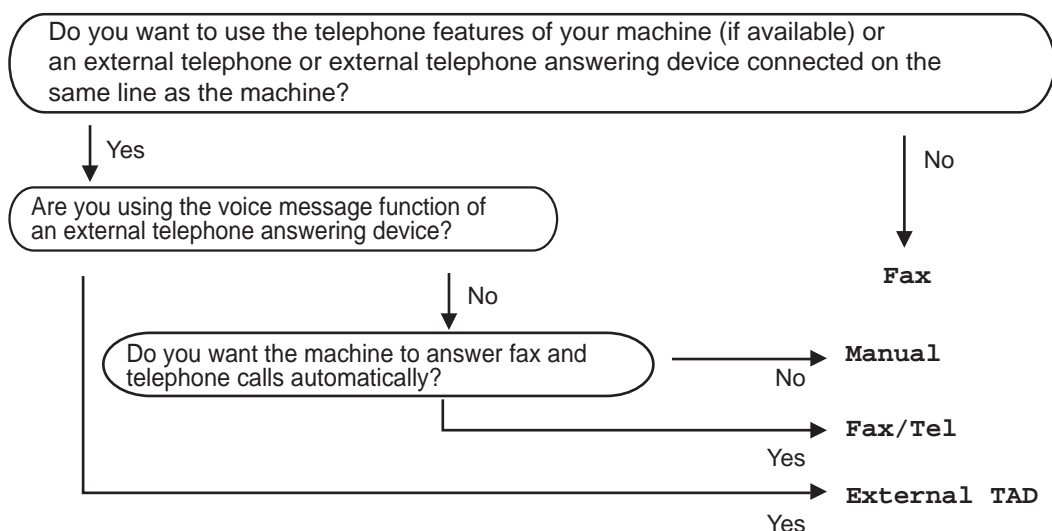 Do you want to use the telephone features of your machine (if available) or
an external telephone or external telephone answering device connected on the
same line as the machine?
Yes
No
Are you using the voice message function of
an external telephone answering device?
Fax
No
Do you want the machine to answer fax and
telephone calls automatically?
Manual
No
Fax/Tel
Yes
External TAD
Yes